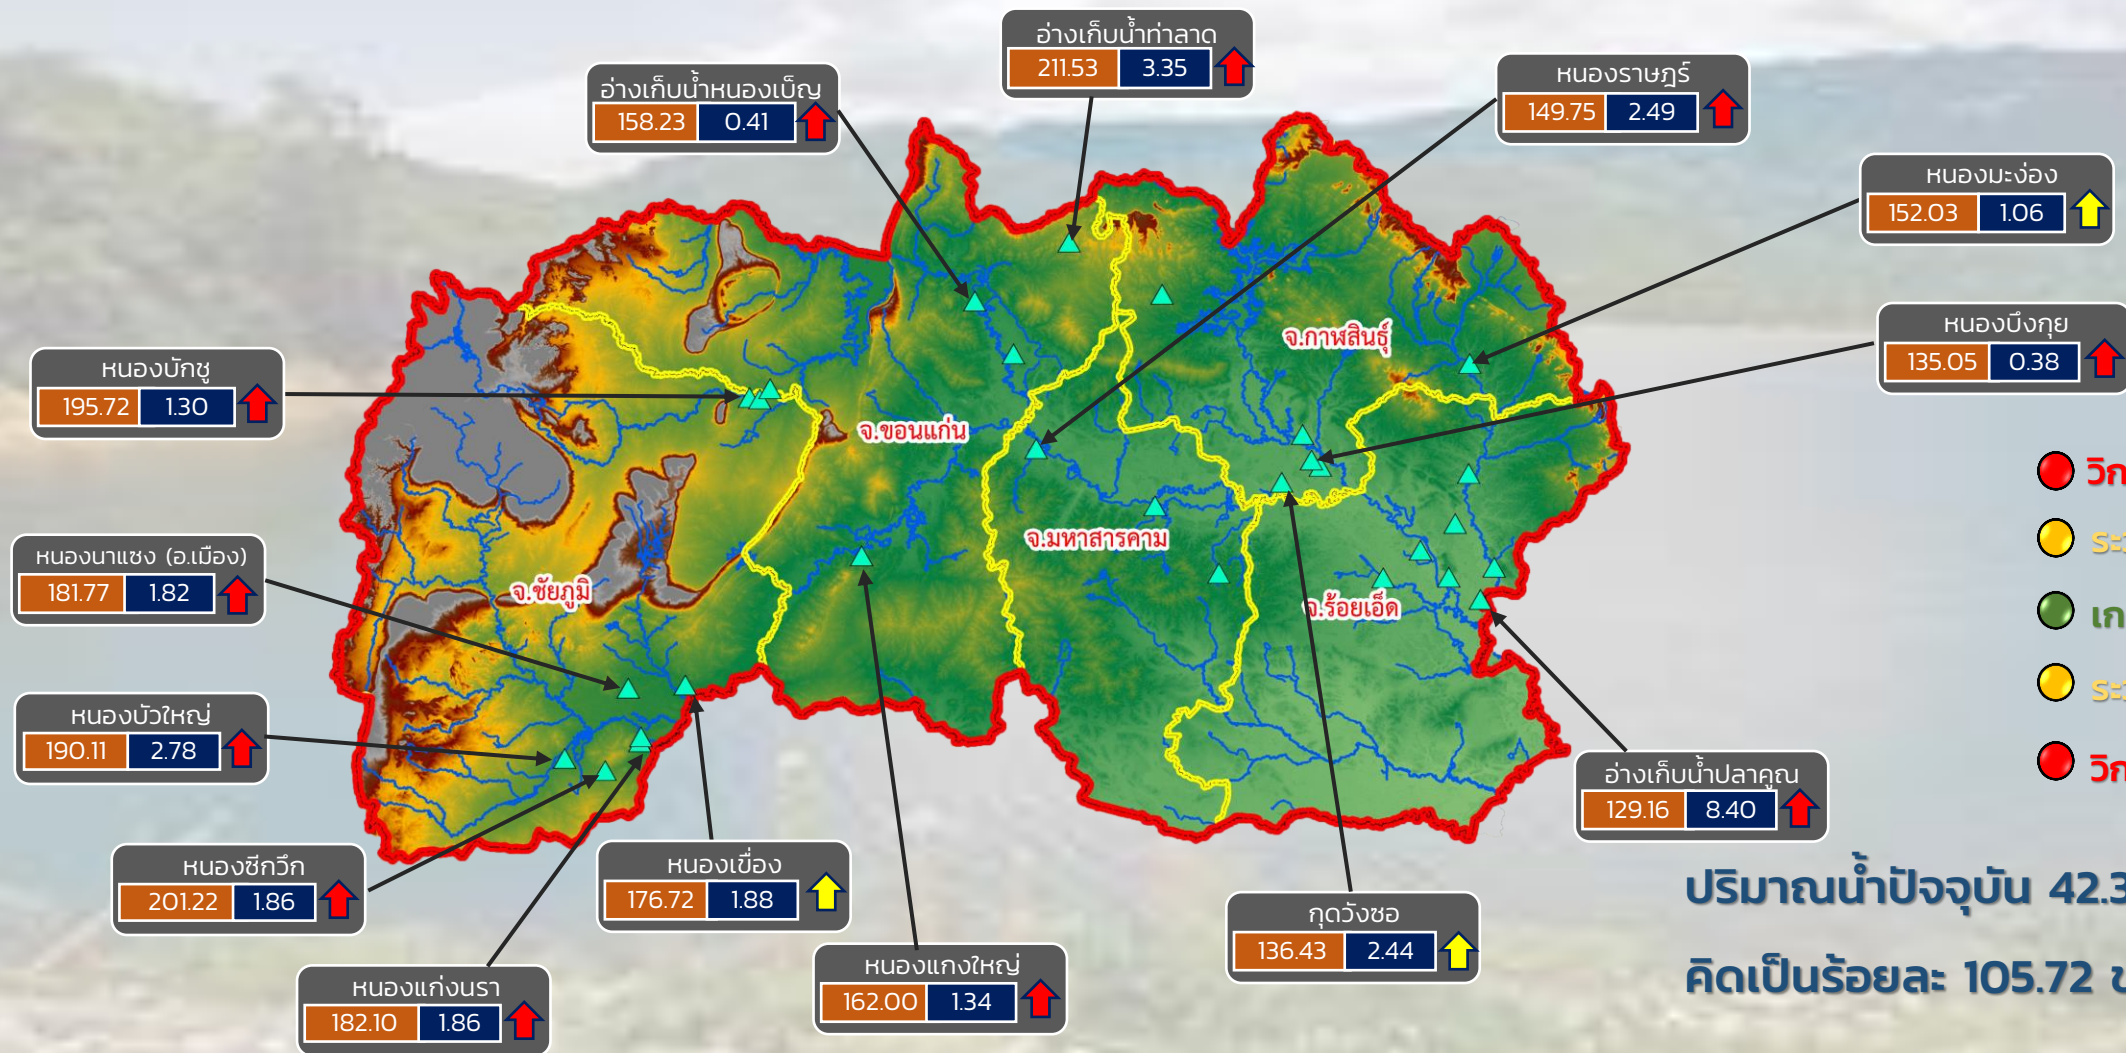 อ่างเก็บน้ำท่าลาด
211.53 3.35
อ่างเก็บน้ำหนองเบ็ญ
158.23 0.41
หนองราษฎร์
149.75 2.49
หนองมะง่อง
152.03 1.06
หนองบึงกุย
135.05 0.38
หนองบักซู
195.72 1.30
จ.กาฬสินธุ์
จ.ขอนแก่น
จ.มหาสารคาม
จ.ชัยภูมิ
จ.ร้อยเอ็ด
หนองนาแซง (อ.เมือง)
181.77 1.82
หนองบัวใหญ่
190.11 2.78
หนองซีกวึก
201.22 1.86
หนองแก่งนรา
182.10 1.86
หนองเขื่อง
176.72 1.88
หนองแกงใหญ่
162.00 1.34
กุดวังซอ
136.43 2.44
อ่างเก็บน้ำปลาคูณ
129.16 8.40
ปริมาณน้ำปัจจุบัน 42.3
คิดเป็นร้อยละ 105.72